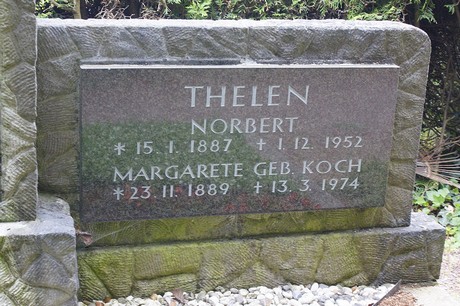 THELEN
NORBERT
* 15. 1. 1887 † 1. 12. 1952
MARGARETE GEB. KOCH
* 23. 11. 1889 † 13. 3. 1974